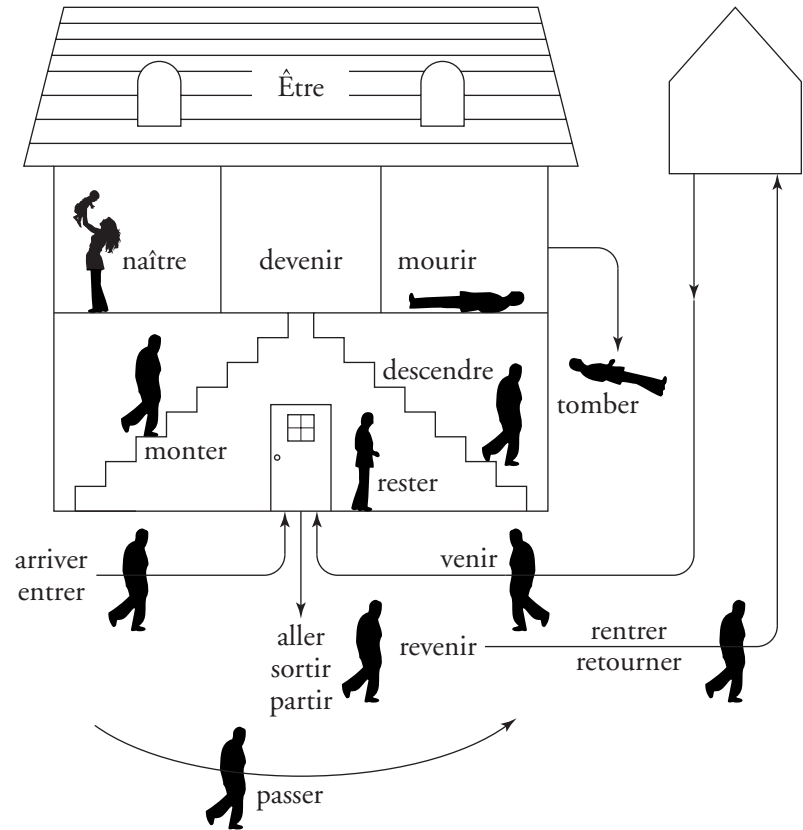 Être
naître
devenir
mourir
descendre
tomber
monter
rester
arriver
entrer
venir
aller
sortir
partir
revenir
rentrer
retourner
passer